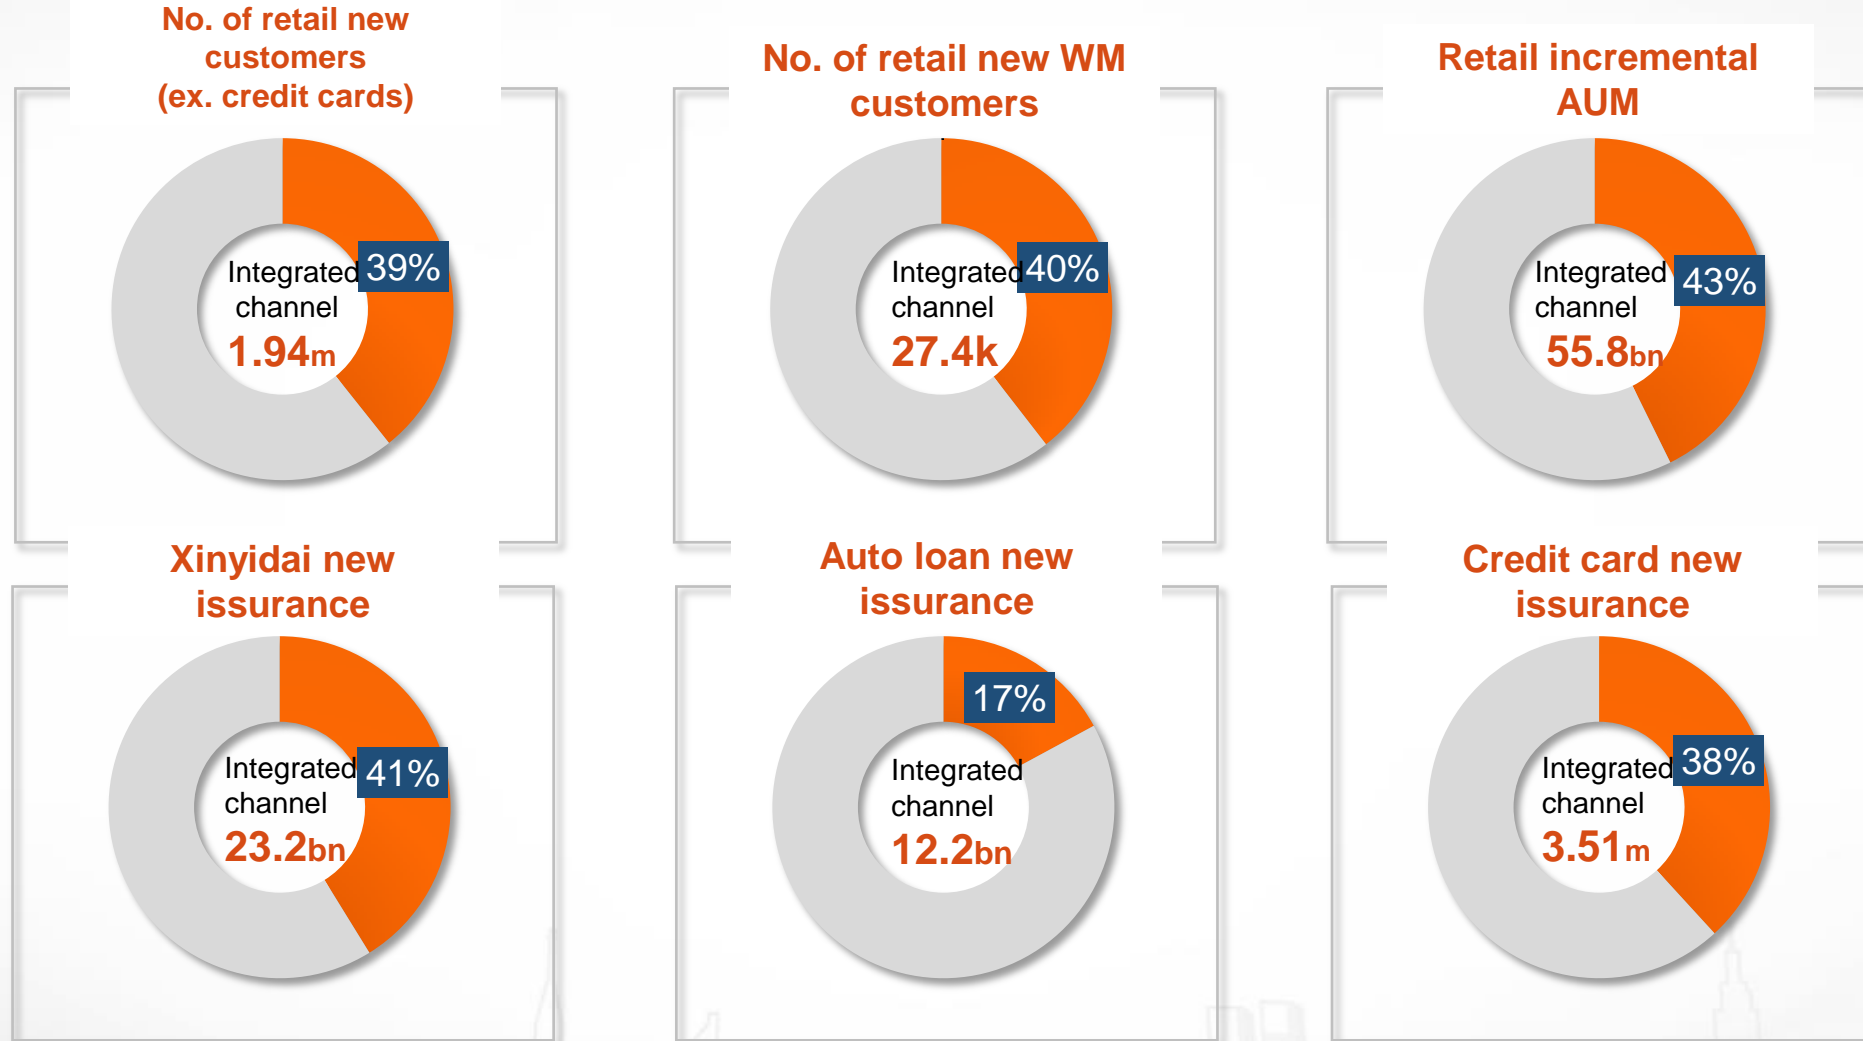 No. of retail new
customers
(ex. credit cards)
Integrated
channel
1.94m
39%
No. of retail new WM
customers
Integrated
channel
27.4k
40%
Retail incremental
AUM
Integrated
channel
55.8bn
43%
Xinyidai new
issurance
Integrated
channel
23.2bn
41%
Auto loan new
issurance
Integrated
channel
12.2bn
17%
Credit card new
issurance
Integrated
channel
3.51m
38%